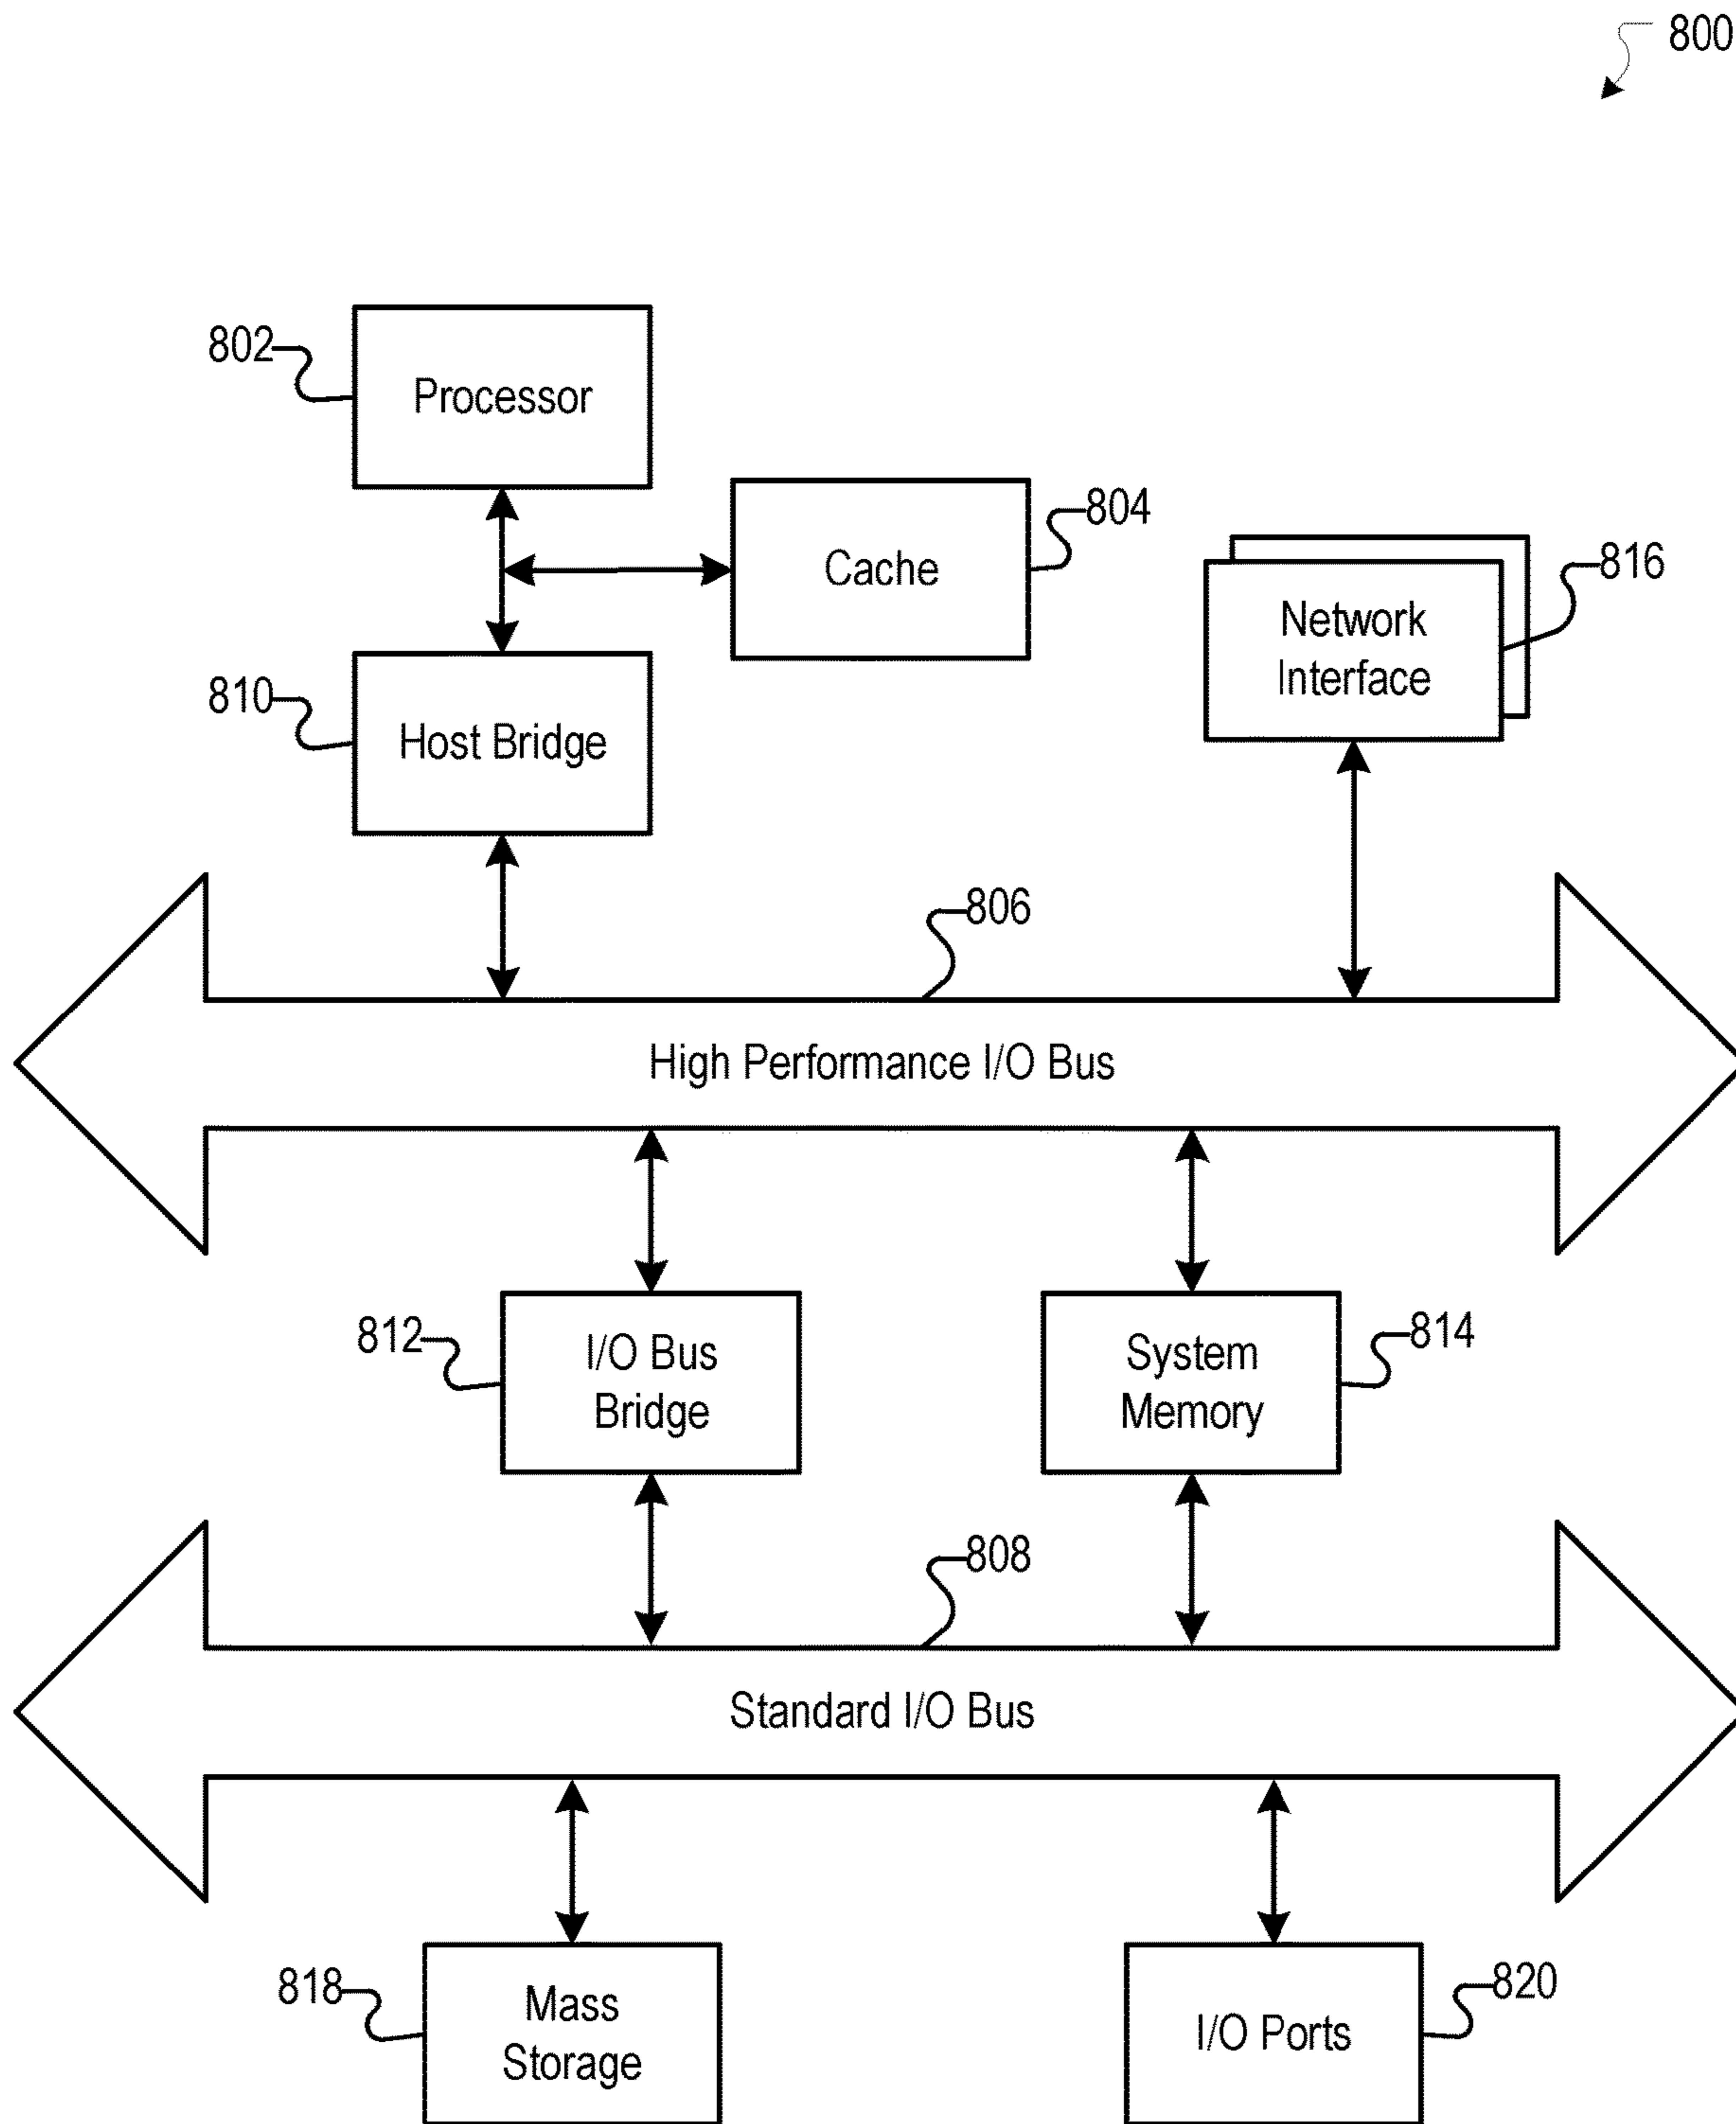 800
802
Processor
804
Cache
816
Network
Interface
810
Host Bridge
806
High Performance I/O Bus
812
I/O Bus
Bridge
814
System
Memory
808
Standard I/O Bus
818
Mass
Storage
820
I/O Ports